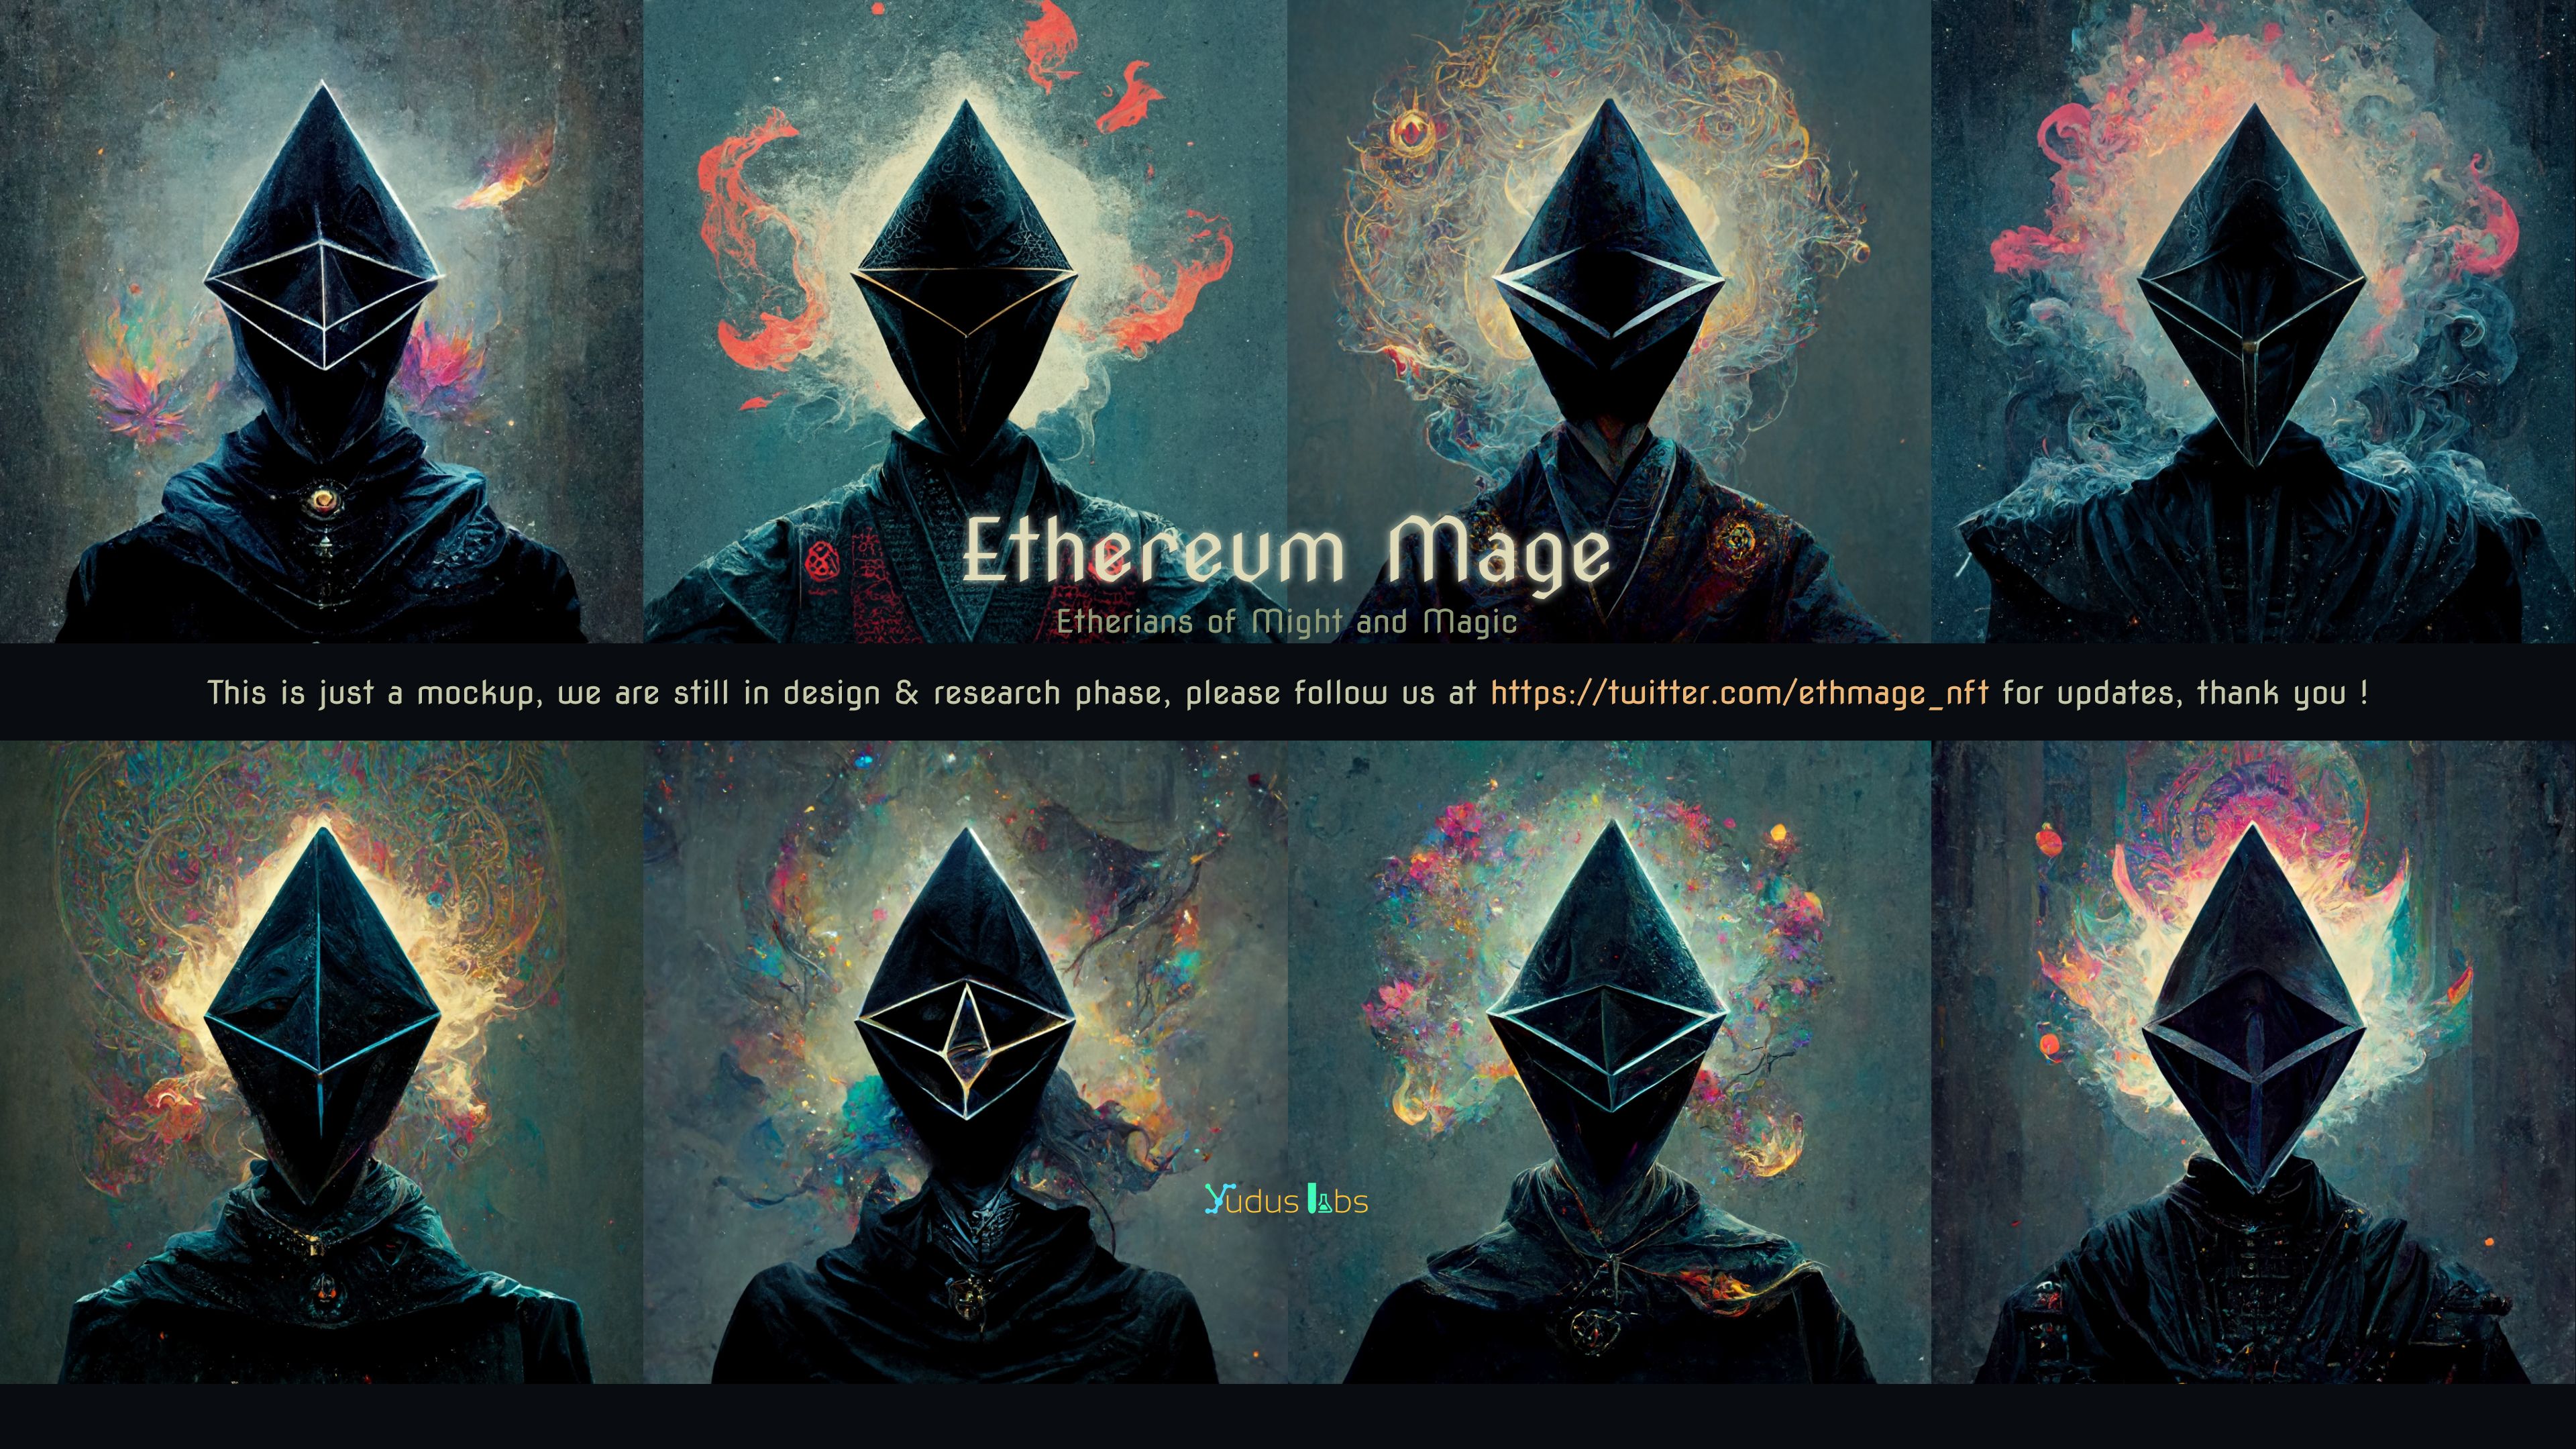 Ethereum Mage
Etherians of Might and Magic
This is just a mockup, we are still in design & research phase, please follow us at https://twitter.com/ethmage_nft for updates, thank you !
Yudus labs